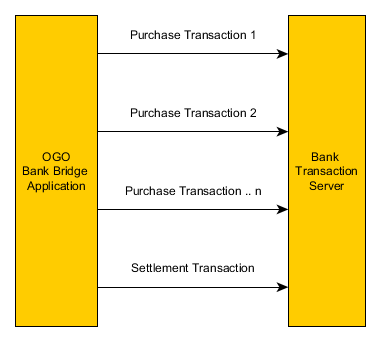 Purchase Transaction 1
Purchase Transaction 2
OGO
Bank Bridge
Application
Bank
Transaction
Server
Purchase Transaction .. n
Settlement Transaction